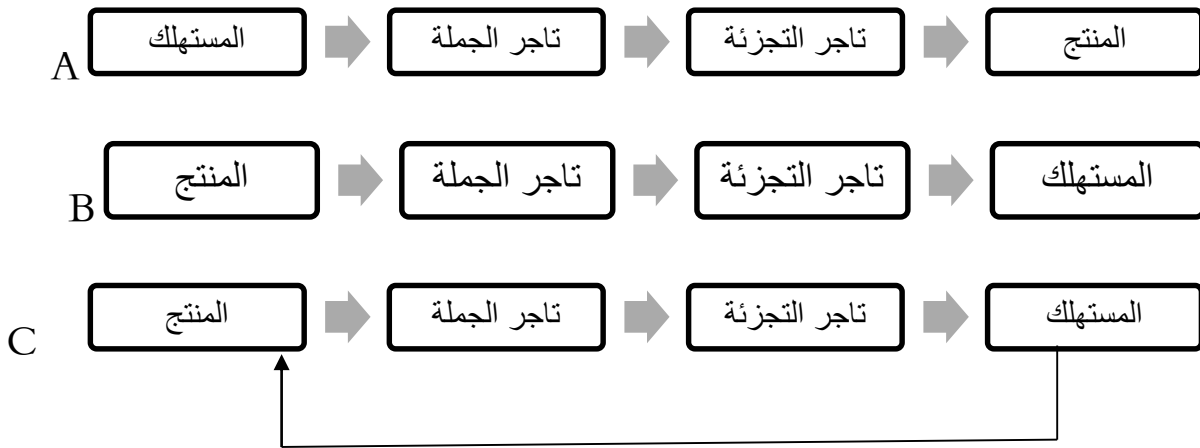 A المستهلك تاجر الجملة تاجر التجزئة المنتج
B المنتج تاجر الجملة تاجر التجزئة المستهلك
C المنتج تاجر الجملة تاجر التجزئة المستهلك